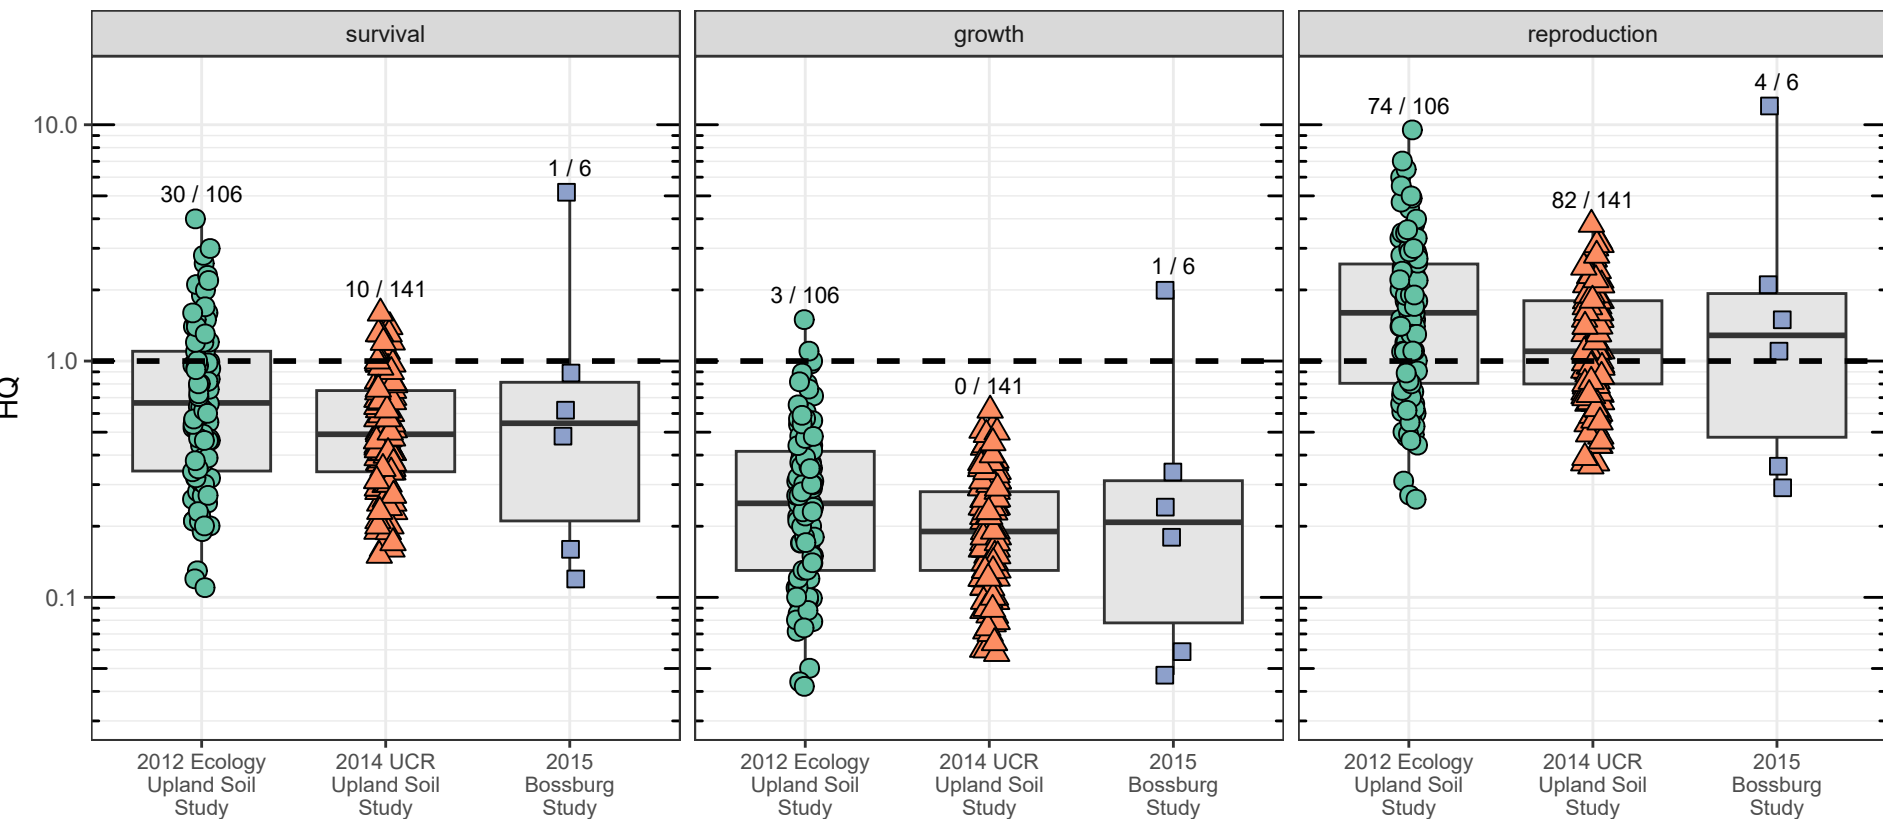 survival
growth
reproduction
HQ
10.0
1.0
0.1
30 / 106
10 / 141
1 / 6
3 / 106
0 / 141
1 / 6
74 / 106
82 / 141
4 / 6
2012 Ecology
Upland Soil
Study
2014 UCR
Upland Soil
Study
2015
Bossburg
Study
2012 Ecology
Upland Soil
Study
2014 UCR
Upland Soil
Study
2015
Bossburg
Study
2012 Ecology
Upland Soil
Study
2014 UCR
Upland Soil
Study
2015
Bossburg
Study